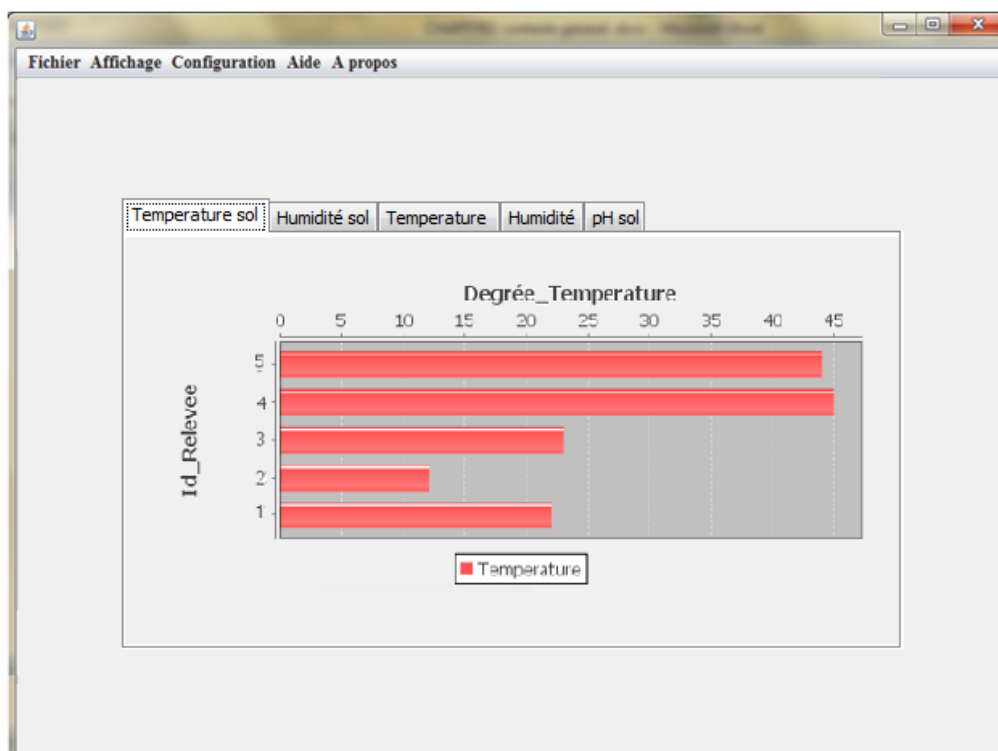 Fichier Affichage Configuration Aide A propos
Temperature sol Humidité sol Temperature Humidité pH sol
Degrée_Temperature
0 5 10 15 20 25 30 35 40 45
Id_Relevee
5
4
3
2
1
Temperature